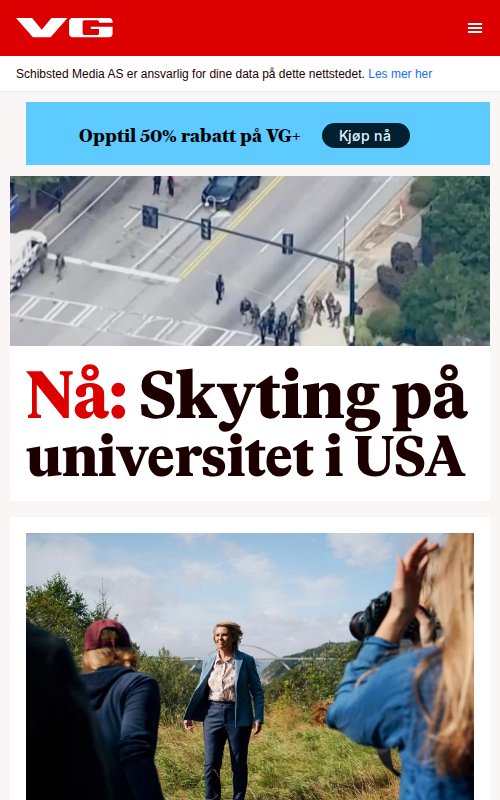 VG
Schibsted Media AS er ansvarlig for dine data på dette nettstedet. Les mer her
Opptil 50% rabatt på VG+
Kjøp nå
Nå: Skyting på
universitet i USA